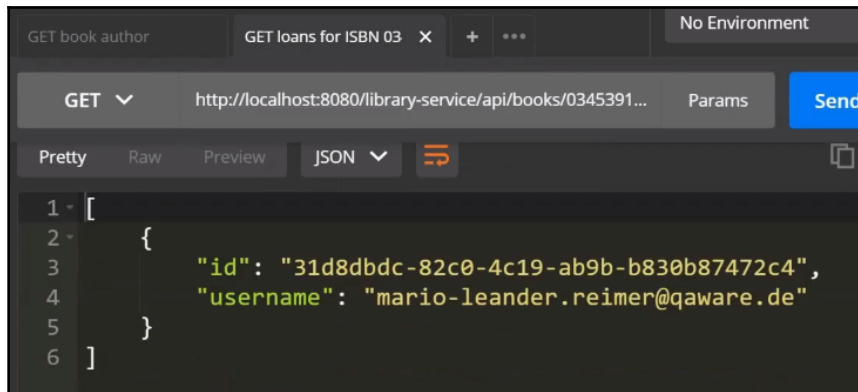 GET book author GET loans for ISBN 03 X + ••• No Environment
GET http://localhost:8080/library-service/api/books/0345391... Params Send
Pretty Raw Preview JSON
1 [
2 {
3 "id": "31d8dbdc-82c0-4c19-ab9b-b830b87472c4",
4 "username": "mario-leander.reimer@qaware.de"
5 }
6 ]